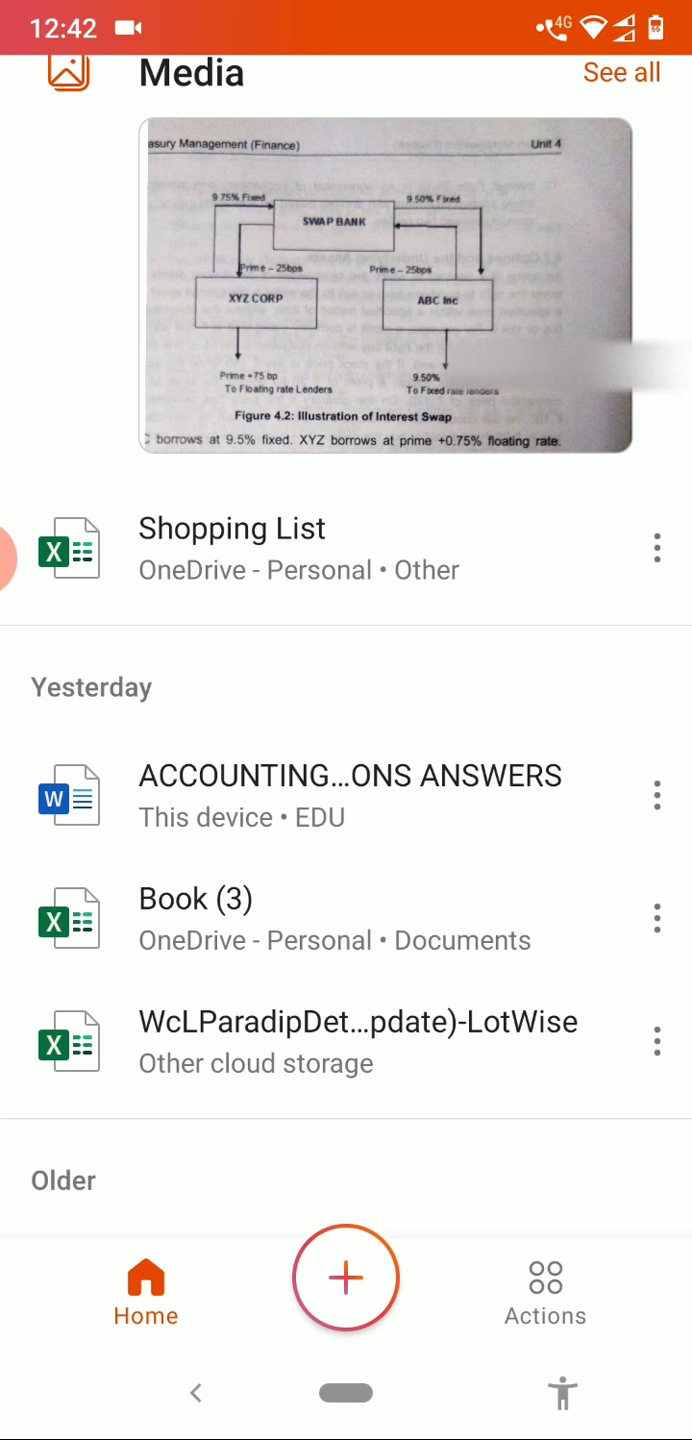 12:42
4G
Media
See all
asury Management (Finance)
Unit 4
9.75% Fixed
9.50% Fixed
SWAP BANK
Prime – 25bps
Prime – 25bps
XYZ CORP
ABC Inc
Prime +75 bp
To Floating rate Lenders
9.50%
To Fixed rate lenders
Figure 4.2: Illustration of Interest Swap
C borrows at 9.5% fixed. XYZ borrows at prime +0.75% floating rate.
X
Shopping List
OneDrive - Personal • Other
Yesterday
W
ACCOUNTING...ONS ANSWERS
This device • EDU
X
Book (3)
OneDrive - Personal • Documents
X
WcLParadipDet...pdate)-LotWise
Other cloud storage
Older
Home
Actions